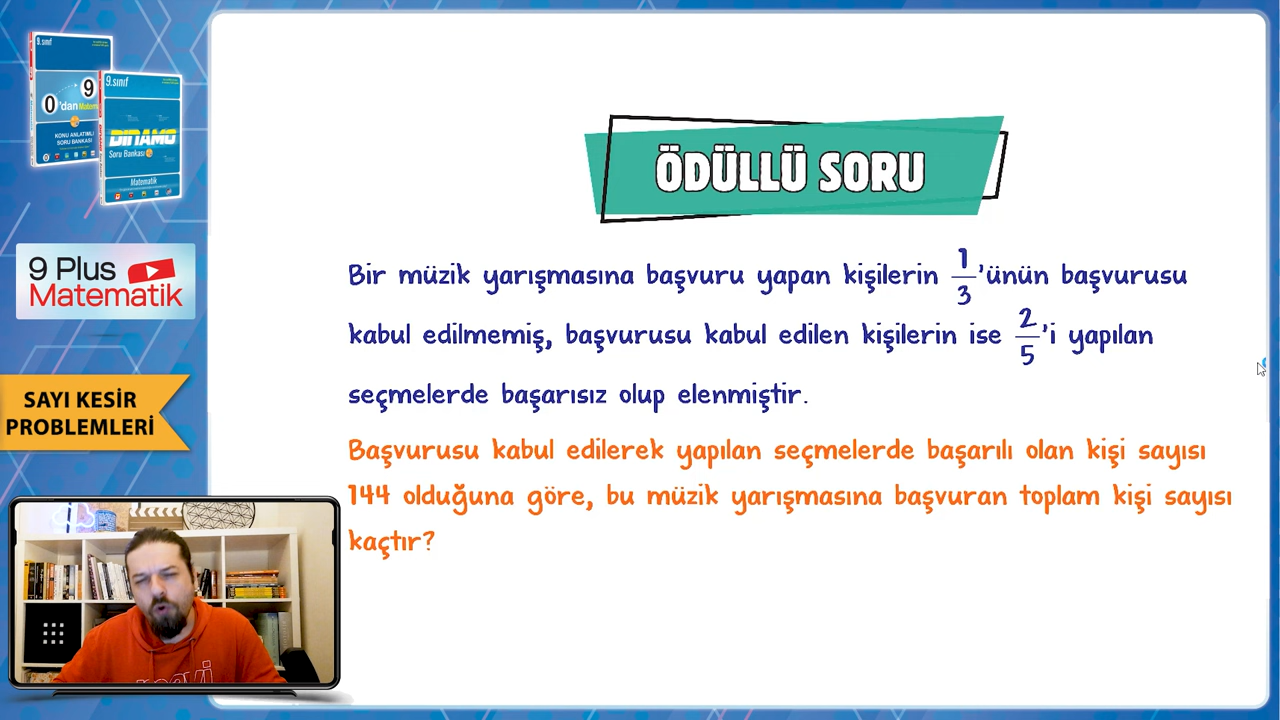 9.sınıf
0'dan 9
Matem
KONU ANLATIMLI
SORU BANKASI
9.sınıf
DİNAMO
Soru Bankası
Matematik
9 Plus
Matematik
SAYI KESİR
PROBLEMLERİ
ÖDÜLLÜ SORU
Bir müzik yarışmasına başvuru yapan kişilerin 1/3'ünün başvurusu
kabul edilmemiş, başvurusu kabul edilen kişilerin ise 2/5'i yapılan
seçmelerde başarısız olup elenmiştir.
Başvurusu kabul edilerek yapılan seçmelerde başarılı olan kişi sayısı
144 olduğuna göre, bu müzik yarışmasına başvuran toplam kişi sayısı
kaçtır?